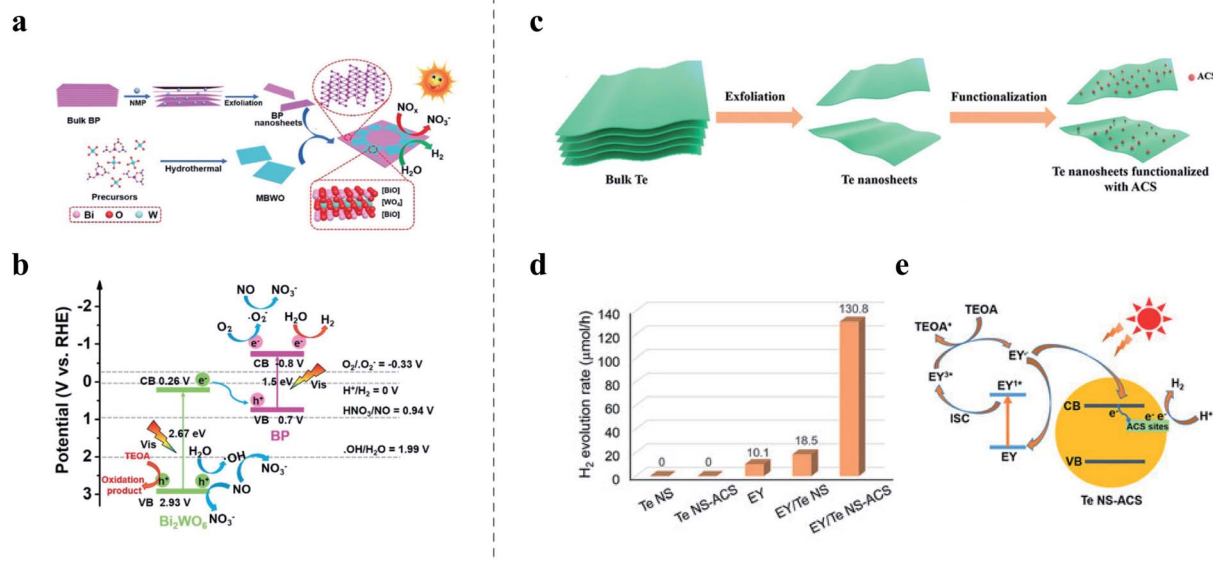 a
Bulk BP
NMP
Exfoliation
BP
nanosheets
NOₓ
NO₃⁻
H₂
H₂O
Precursors
Hydrothermal
MBWO
[BiO]
[WO₄]
[BiO]
Bi O W
b
Potential (V vs. RHE)
-2
-1
0
1
2
3
NO
NO₃⁻
·O₂⁻
O₂
H₂O
H₂
e⁻ e⁻
CB -0.8 V
O₂/.O₂⁻ = -0.33 V
CB 0.26 V e⁻
1.5 eV
Vis
H⁺/H₂ = 0 V
h⁺
VB 0.7 V
HNO₃/NO = 0.94 V
BP
2.67 eV
Vis
H₂O
·OH
.OH/H₂O = 1.99 V
TEOA
NO₃⁻
Oxidation
product
h⁺ h⁺
NO
VB 2.93 V
NO₃⁻
Bi₂WO₆
c
Bulk Te
Exfoliation
Te nanosheets
Functionalization
ACS
Te nanosheets functionalized
with ACS
d
H₂ evolution rate (μmol/h)
140
120
100
80
60
40
20
0
0
0
10.1
18.5
130.8
Te NS
Te NS-ACS
EY
EY/Te NS
EY/Te NS-ACS
e
TEOA
TEOA⁺
EY³*
EY¹*
ISC
EY
CB
e⁻
e⁻ e⁻
ACS sites
H₂
H⁺
VB
Te NS-ACS